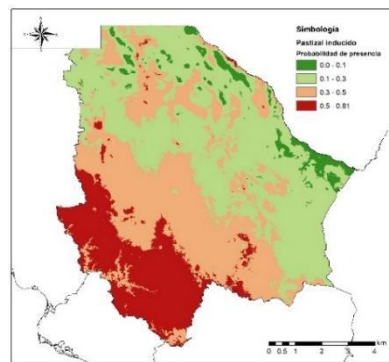 Simbología
Pastizal inducido
Probabilidad de presencia
0.0 - 0.1
0.1 - 0.3
0.3 - 0.5
0.5 - 0.81
0 0.5 1 2 3 4
km